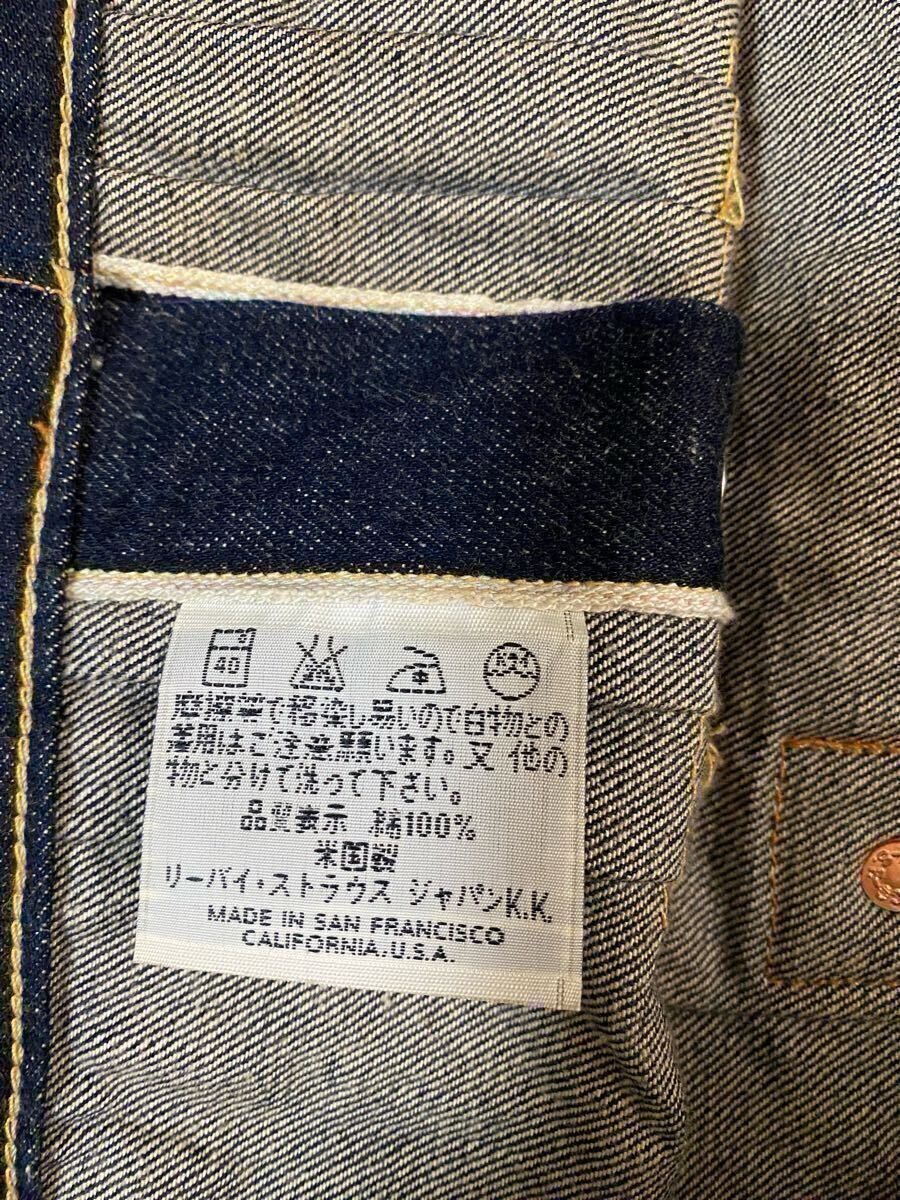 40
摩擦等で移染し易いので白物との
着用はご注意願います。又 他の
物と分けて洗って下さい。
品質表示 綿100%
米国製
リーバイ・ストラウス ジャパンK.K.
MADE IN SAN FRANCISCO
CALIFORNIA.U.S.A.